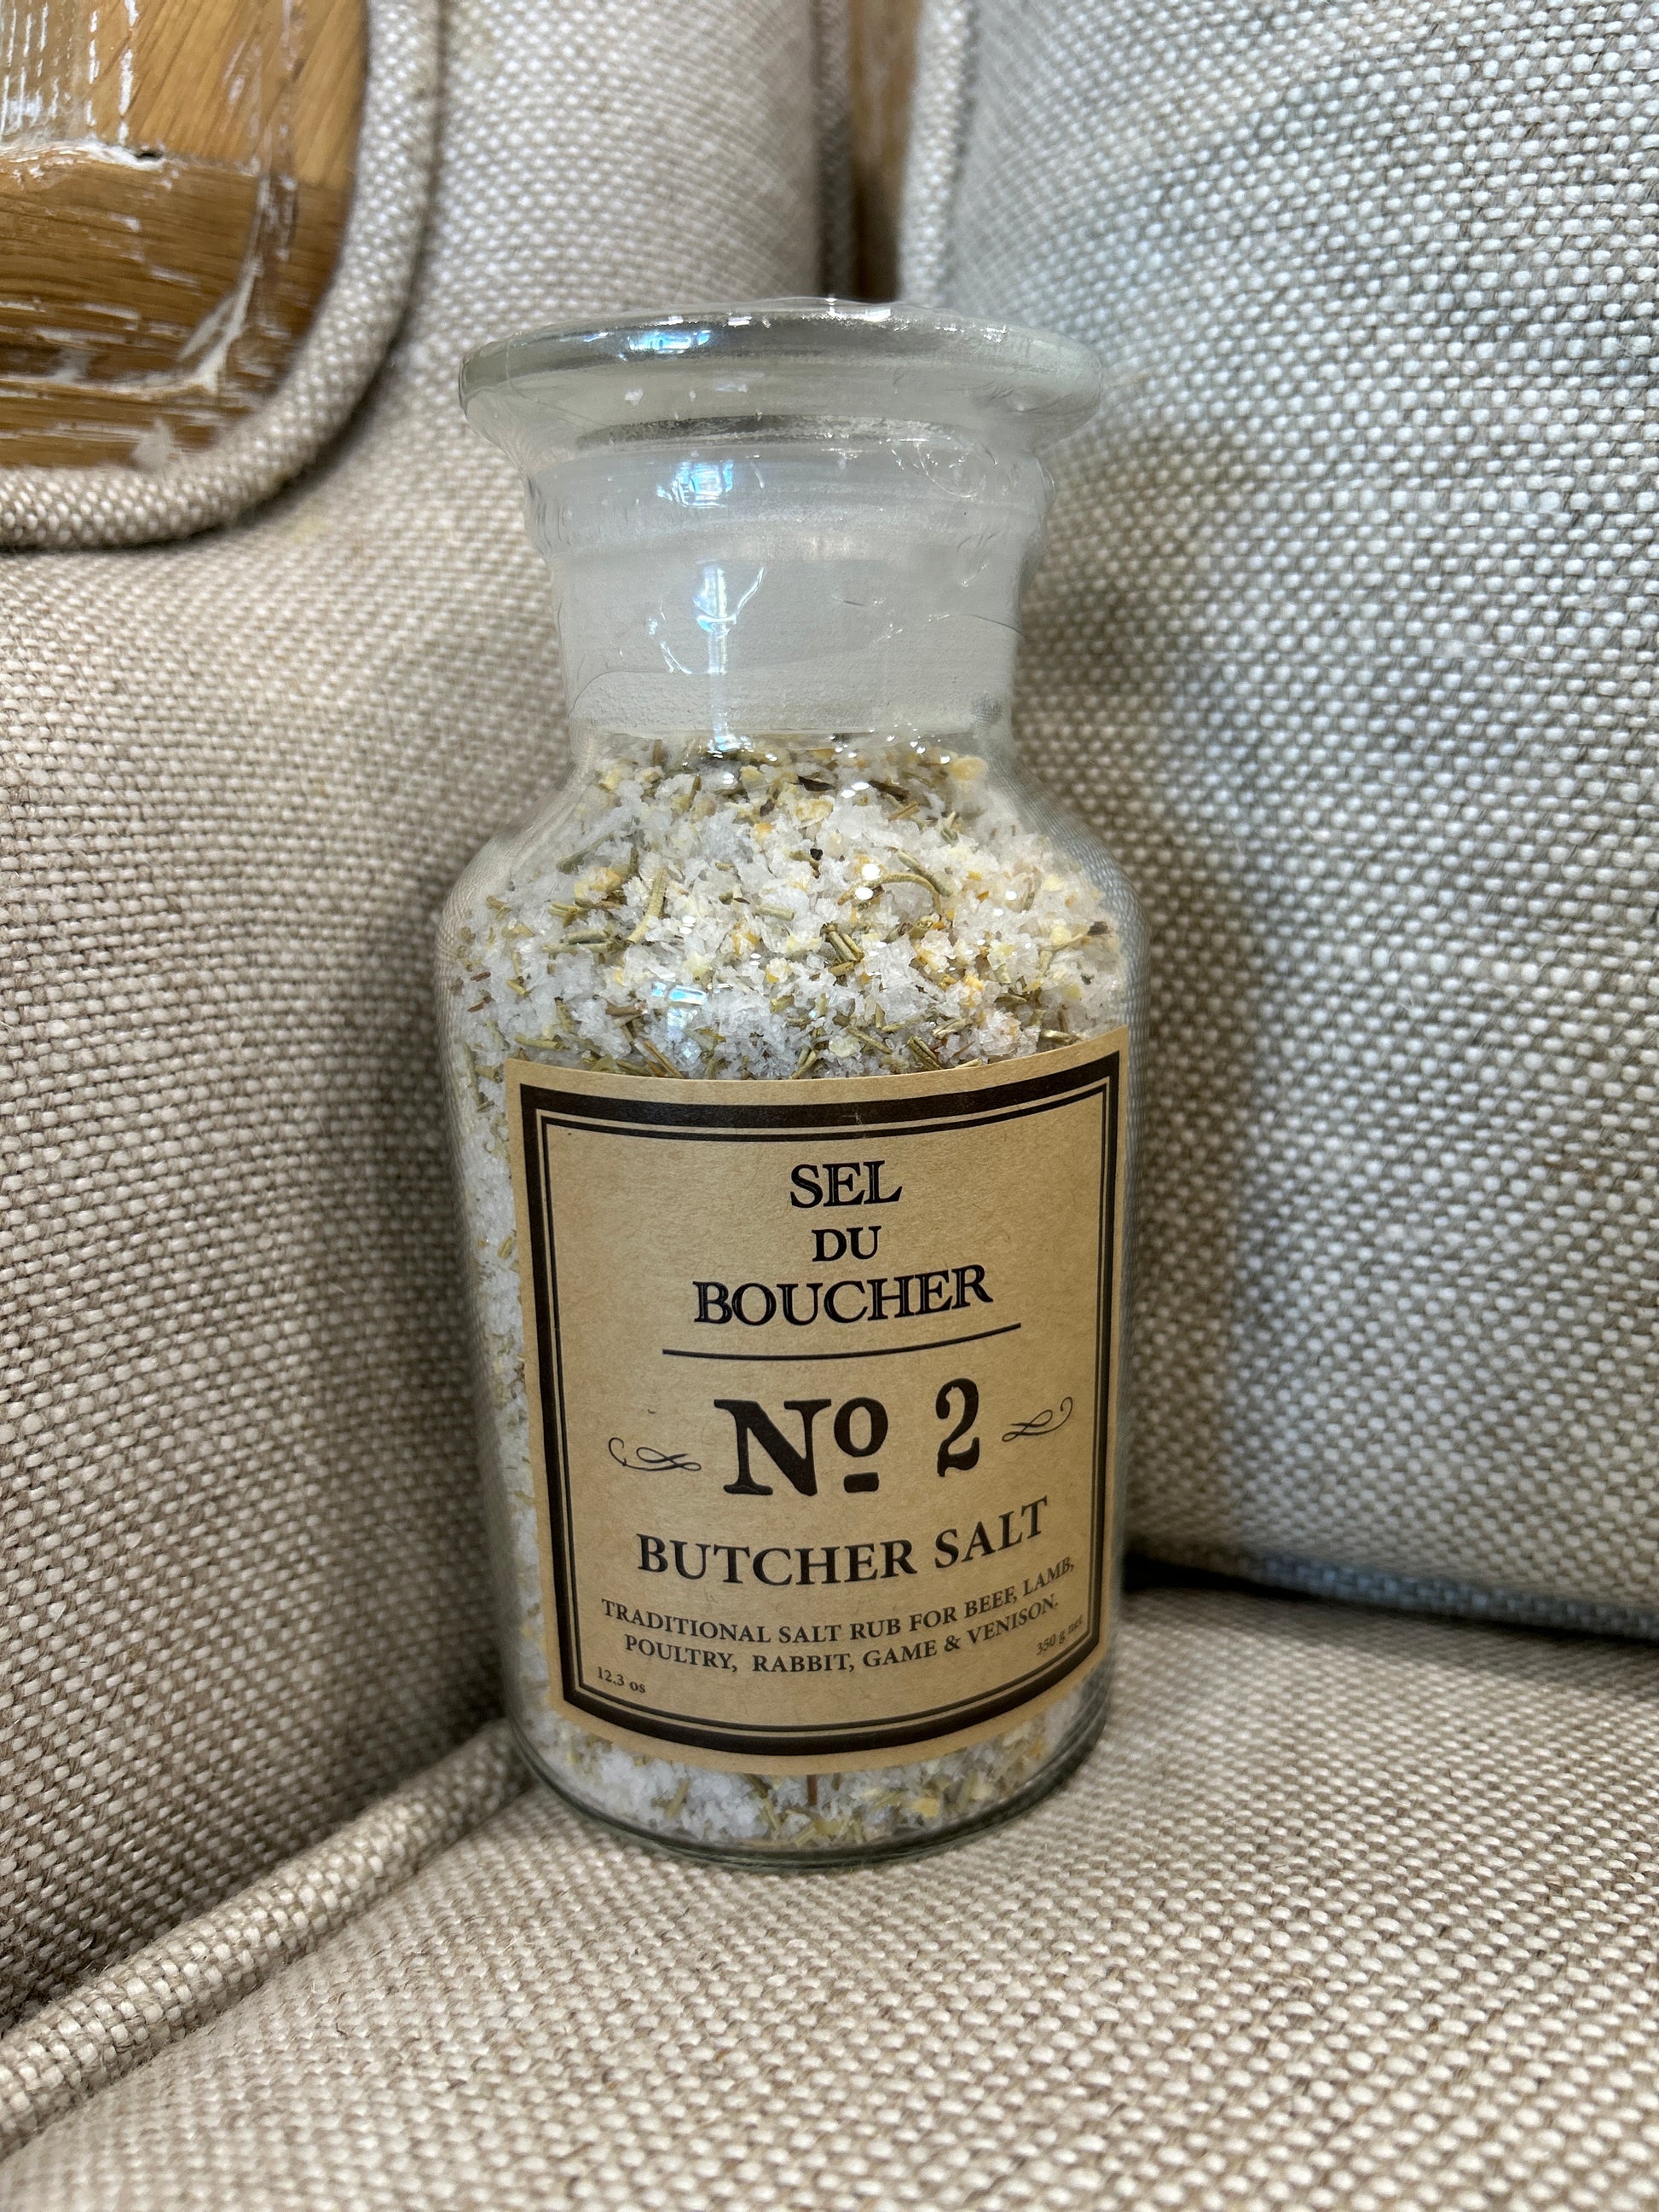 SEL
DU
BOUCHER
Nº 2
BUTCHER SALT
TRADITIONAL SALT RUB FOR BEEF, LAMB,
POULTRY, RABBIT, GAME & VENISON.
12.3 os
350 g net